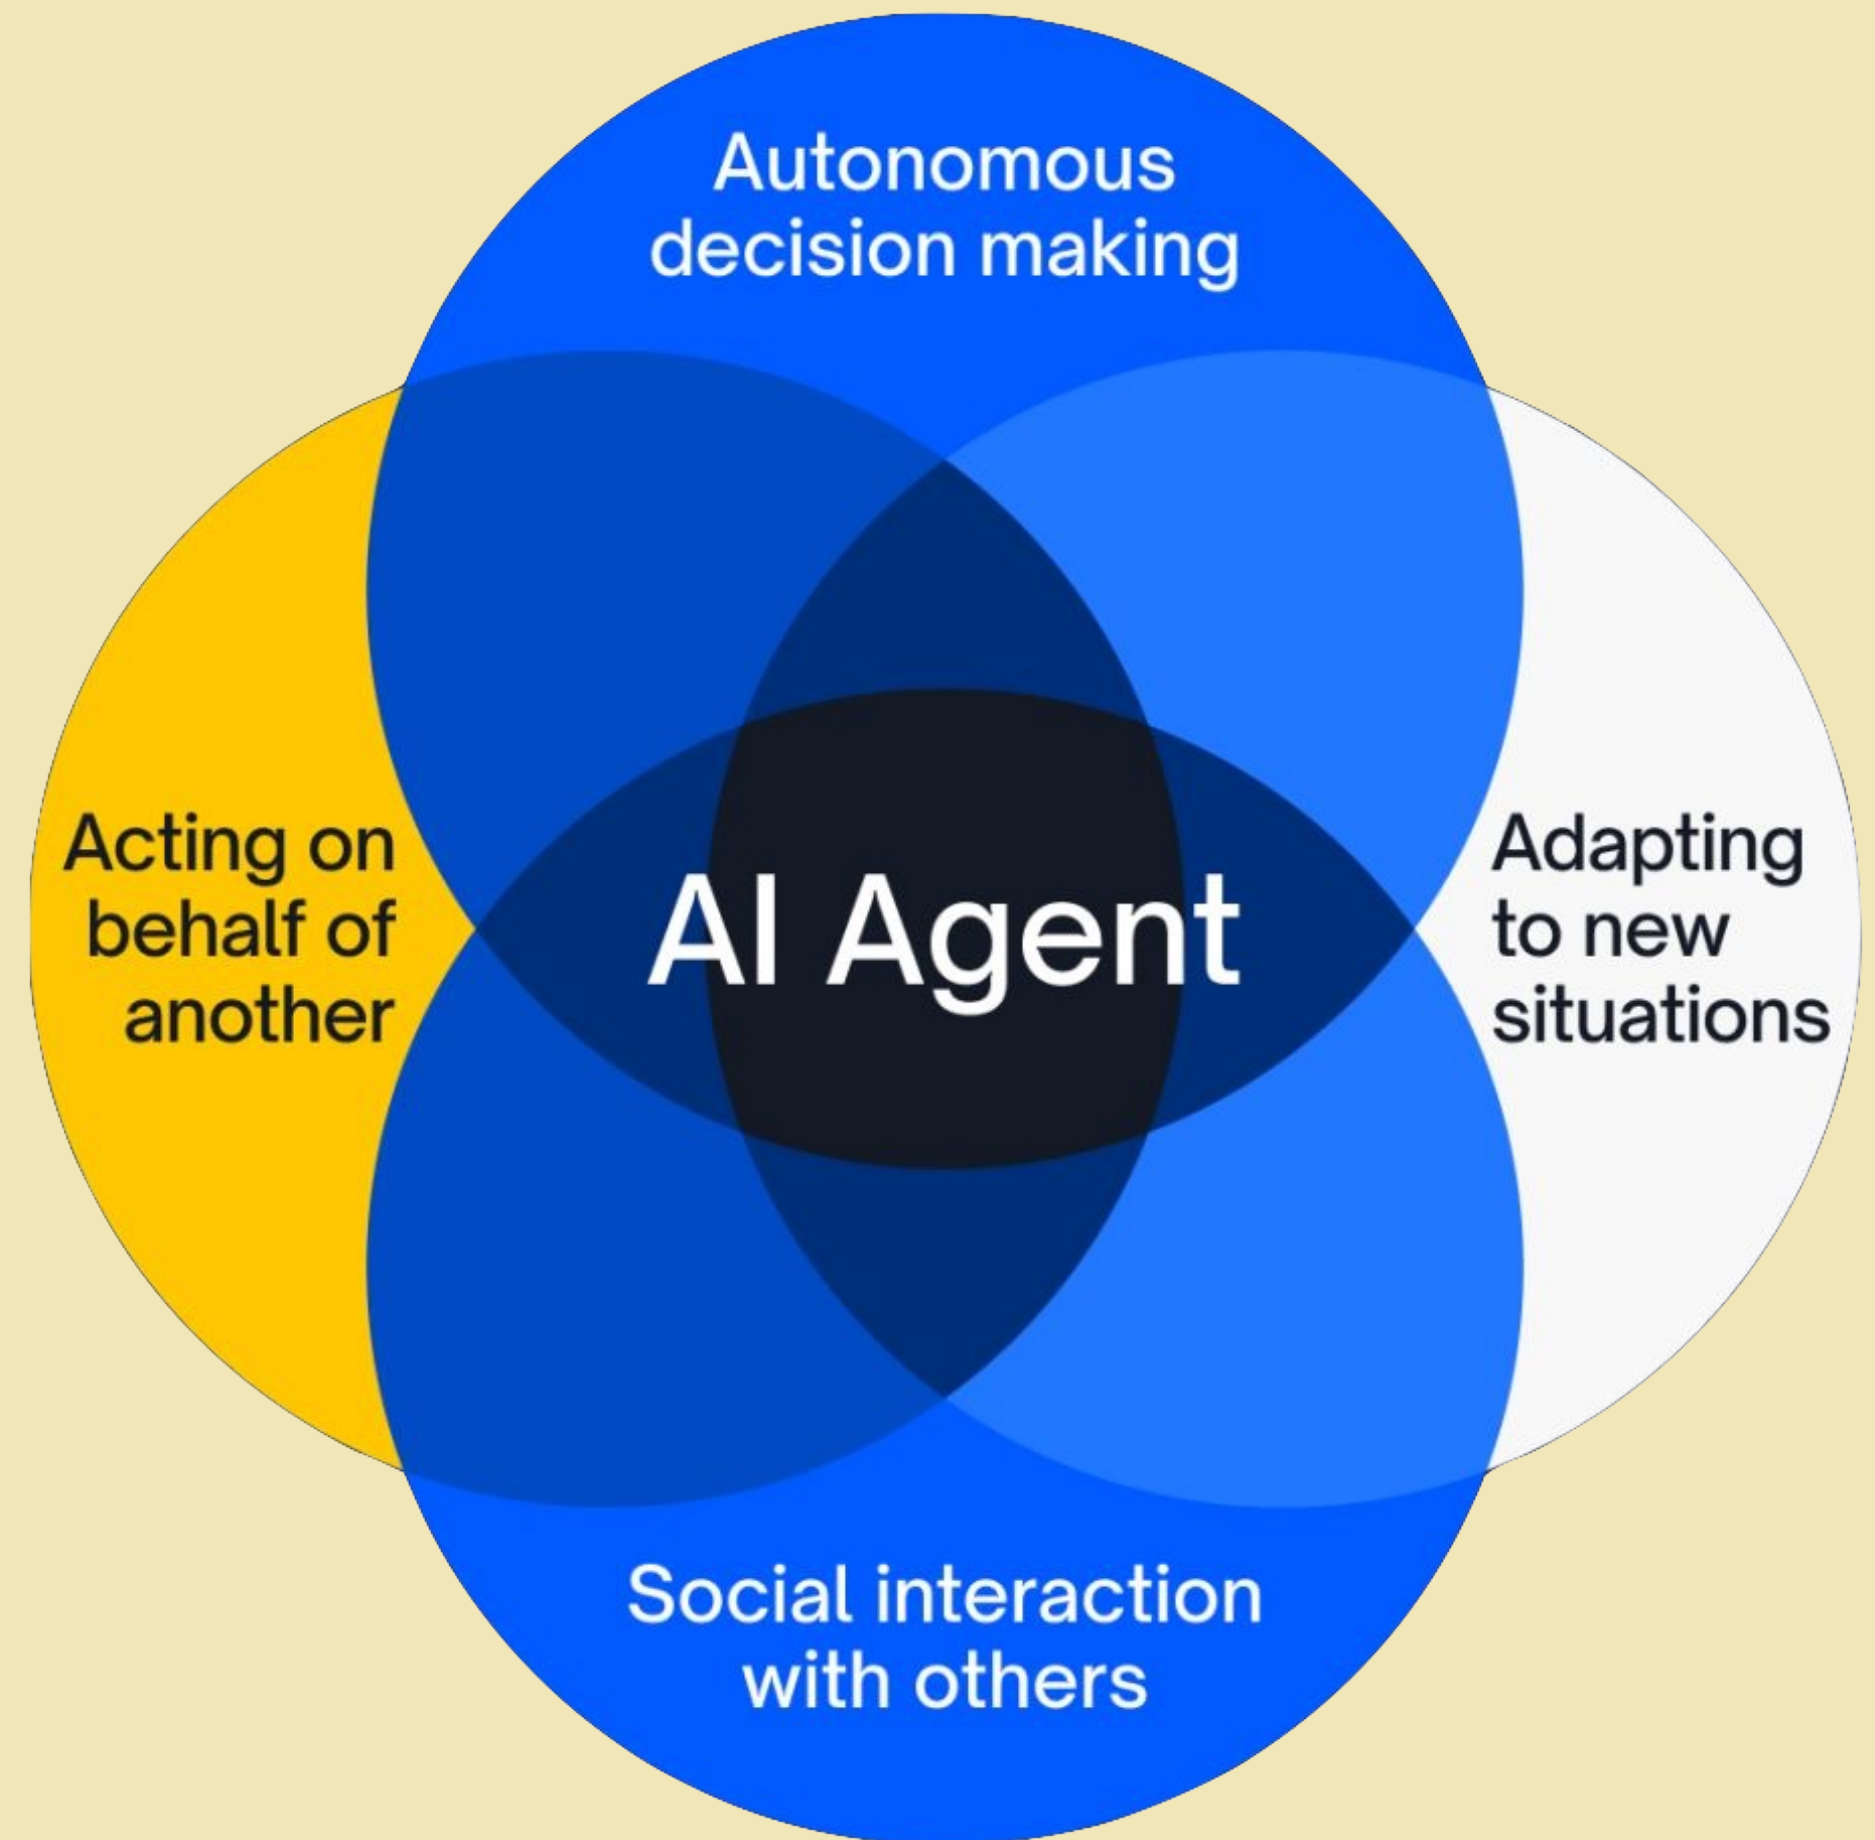 Autonomous
decision making
Acting on
behalf of
another
AI Agent
Adapting
to new
situations
Social interaction
with others